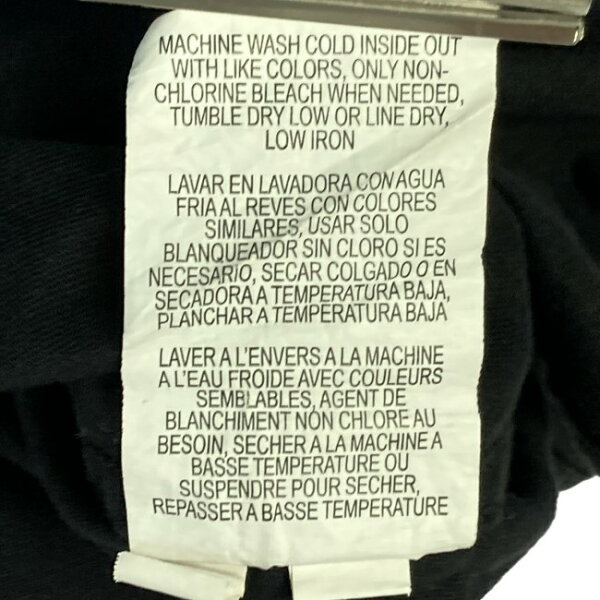 MACHINE WASH COLD INSIDE OUT
WITH LIKE COLORS, ONLY NON-
CHLORINE BLEACH WHEN NEEDED,
TUMBLE DRY LOW OR LINE DRY,
LOW IRON
LAVAR EN LAVADORA CON AGUA
FRIA AL REVES CON COLORES
SIMILARES, USAR SOLO
BLANQUEADOR SIN CLORO SI ES
NECESARIO, SECAR COLGADO O EN
SECADORA A TEMPERATURA BAJA,
PLANCHAR A TEMPERATURA BAJA
LAVER A L'ENVERS A LA MACHINE
A L'EAU FROIDE AVEC COULEURS
SEMBLABLES, AGENT DE
BLANCHIMENT NON CHLORE AU
BESOIN, SECHER A LA MACHINE A
BASSE TEMPERATURE OU
SUSPENDRE POUR SECHER,
REPASSER A BASSE TEMPERATURE